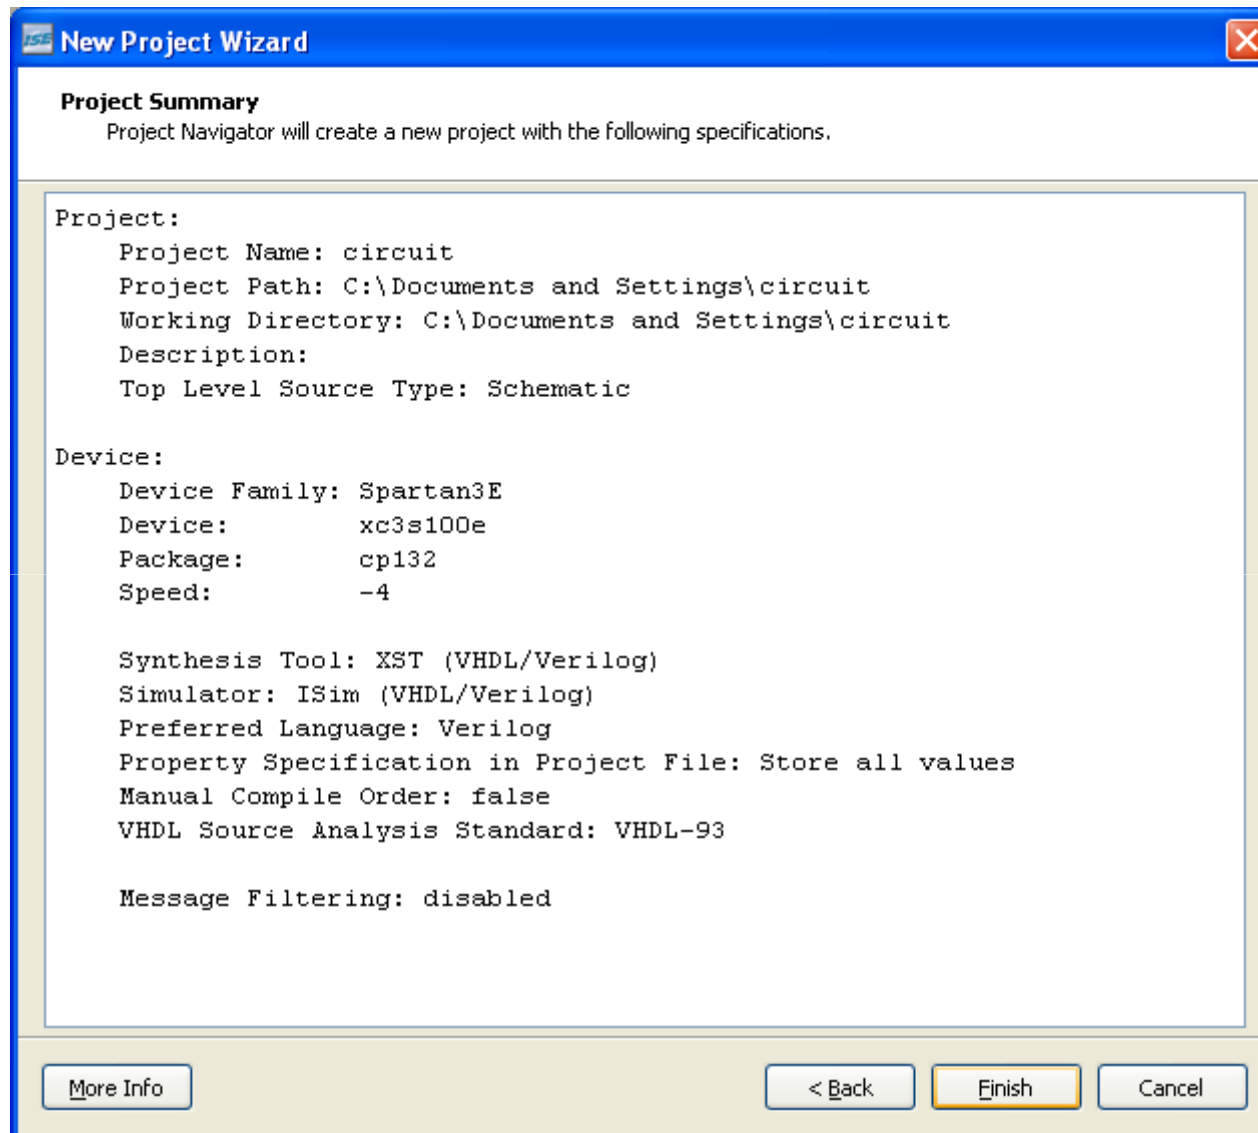 ISE New Project Wizard
Project Summary
Project Navigator will create a new project with the following specifications.
Project:
Project Name: circuit
Project Path: C:\Documents and Settings\circuit
Working Directory: C:\Documents and Settings\circuit
Description:
Top Level Source Type: Schematic
Device:
Device Family: Spartan3E
Device: xc3s100e
Package: cp132
Speed: -4
Synthesis Tool: XST (VHDL/Verilog)
Simulator: ISim (VHDL/Verilog)
Preferred Language: Verilog
Property Specification in Project File: Store all values
Manual Compile Order: false
VHDL Source Analysis Standard: VHDL-93
Message Filtering: disabled
More Info < Back Finish Cancel